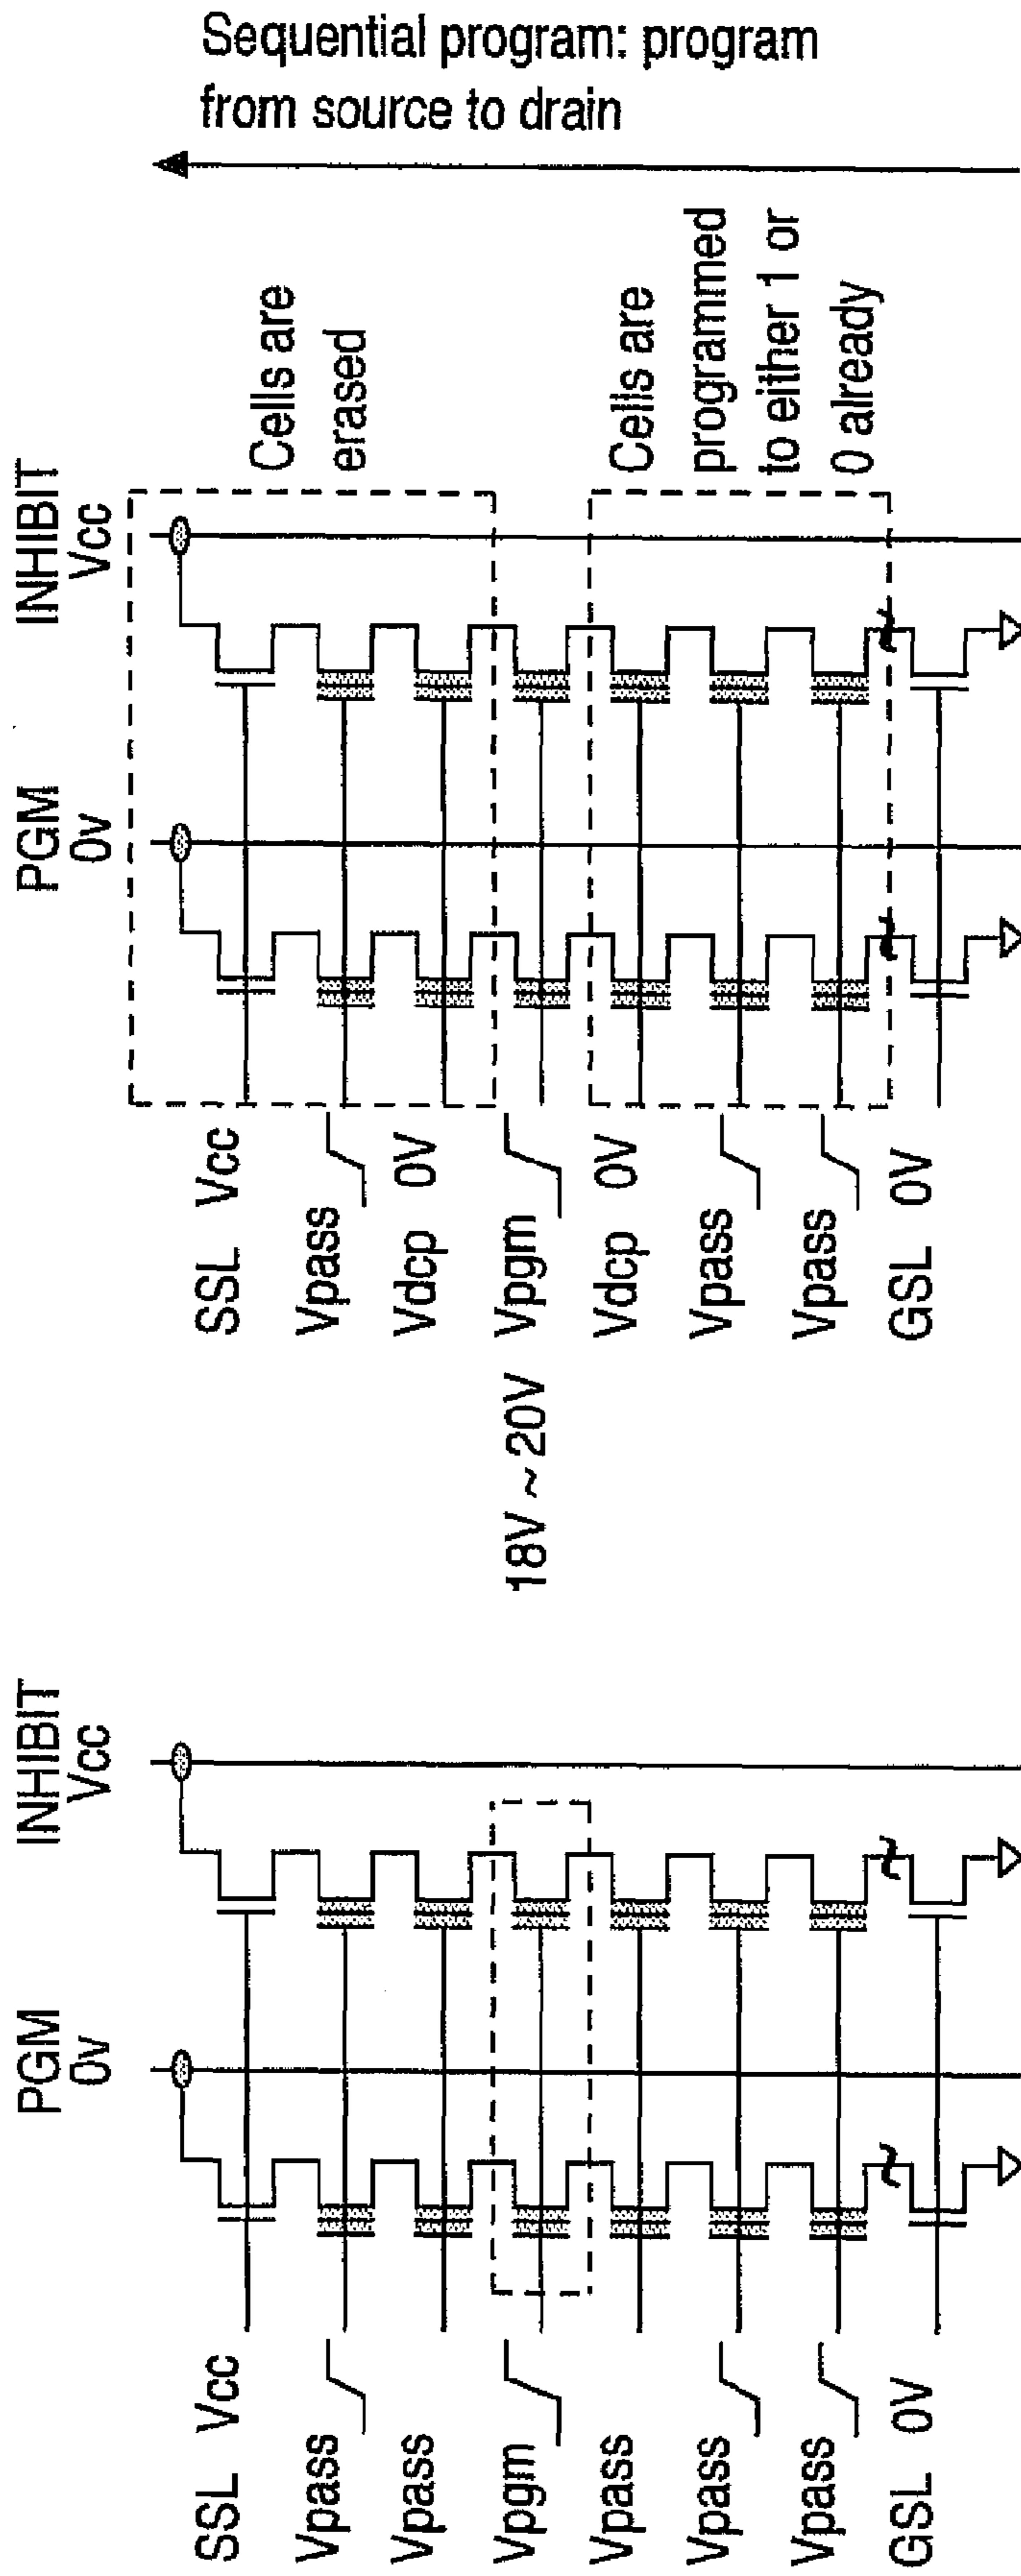 PGM
0v
INHIBIT
Vcc
SSL Vcc
Vpass
Vpass
Vpgm
Vpass
Vpass
Vpass
GSL 0V
18V ~ 20V
PGM
0v
INHIBIT
Vcc
SSL Vcc
Vpass
Vdcp 0V
Vpgm
Vdcp 0V
Vpass
Vpass
GSL 0V
Cells are
erased
Cells are
programmed
to either 1 or
0 already
Sequential program: program
from source to drain